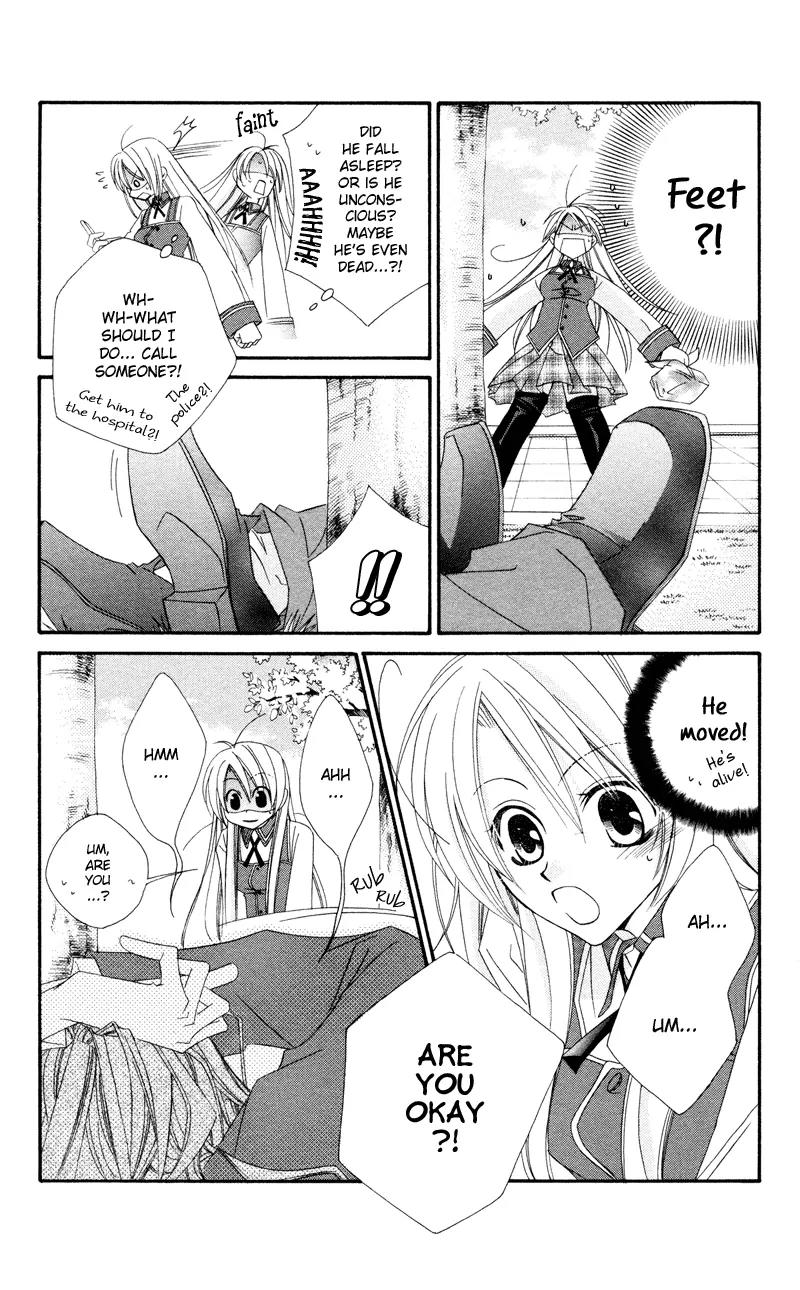 Feet
?!
DID
HE FALL
ASLEEP?
OR IS HE
UNCONS-
CIOUS?
MAYBE
HE'S EVEN
DEAD...?!
AAAHHHH!
faint
WH-
WH-WHAT
SHOULD I
DO... CALL
SOMEONE?!
The
police?!
Get him to
the hospital?!
!!
He
moved!
He's
alive!
AH...
UM...
ARE
YOU
OKAY
?!
AHH
...
HMM
...
RUB
RUB
UM,
ARE
YOU
...?